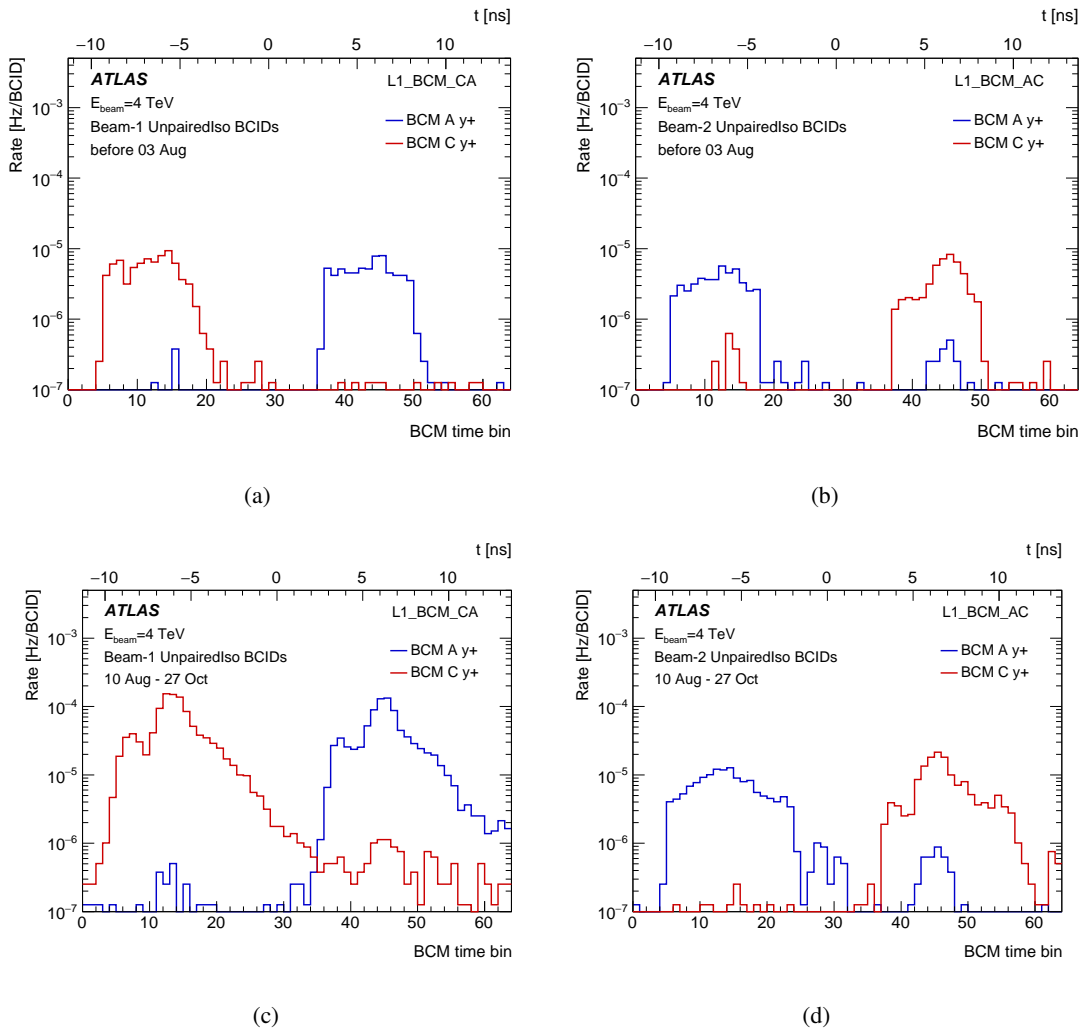 t [ns]
−10 −5 0 5 10
Rate [Hz/BCID]
10⁻³
10⁻⁴
10⁻⁵
10⁻⁶
10⁻⁷
ATLAS
L1_BCM_CA
E_beam=4 TeV
Beam-1 UnpairedIso BCIDs
before 03 Aug
BCM A y+
BCM C y+
0 10 20 30 40 50 60
BCM time bin
(a)
t [ns]
−10 −5 0 5 10
Rate [Hz/BCID]
10⁻³
10⁻⁴
10⁻⁵
10⁻⁶
10⁻⁷
ATLAS
L1_BCM_AC
E_beam=4 TeV
Beam-2 UnpairedIso BCIDs
before 03 Aug
BCM A y+
BCM C y+
0 10 20 30 40 50 60
BCM time bin
(b)
t [ns]
−10 −5 0 5 10
Rate [Hz/BCID]
10⁻³
10⁻⁴
10⁻⁵
10⁻⁶
10⁻⁷
ATLAS
L1_BCM_CA
E_beam=4 TeV
Beam-1 UnpairedIso BCIDs
10 Aug - 27 Oct
BCM A y+
BCM C y+
0 10 20 30 40 50 60
BCM time bin
(c)
t [ns]
−10 −5 0 5 10
Rate [Hz/BCID]
10⁻³
10⁻⁴
10⁻⁵
10⁻⁶
10⁻⁷
ATLAS
L1_BCM_AC
E_beam=4 TeV
Beam-2 UnpairedIso BCIDs
10 Aug - 27 Oct
BCM A y+
BCM C y+
0 10 20 30 40 50 60
BCM time bin
(d)